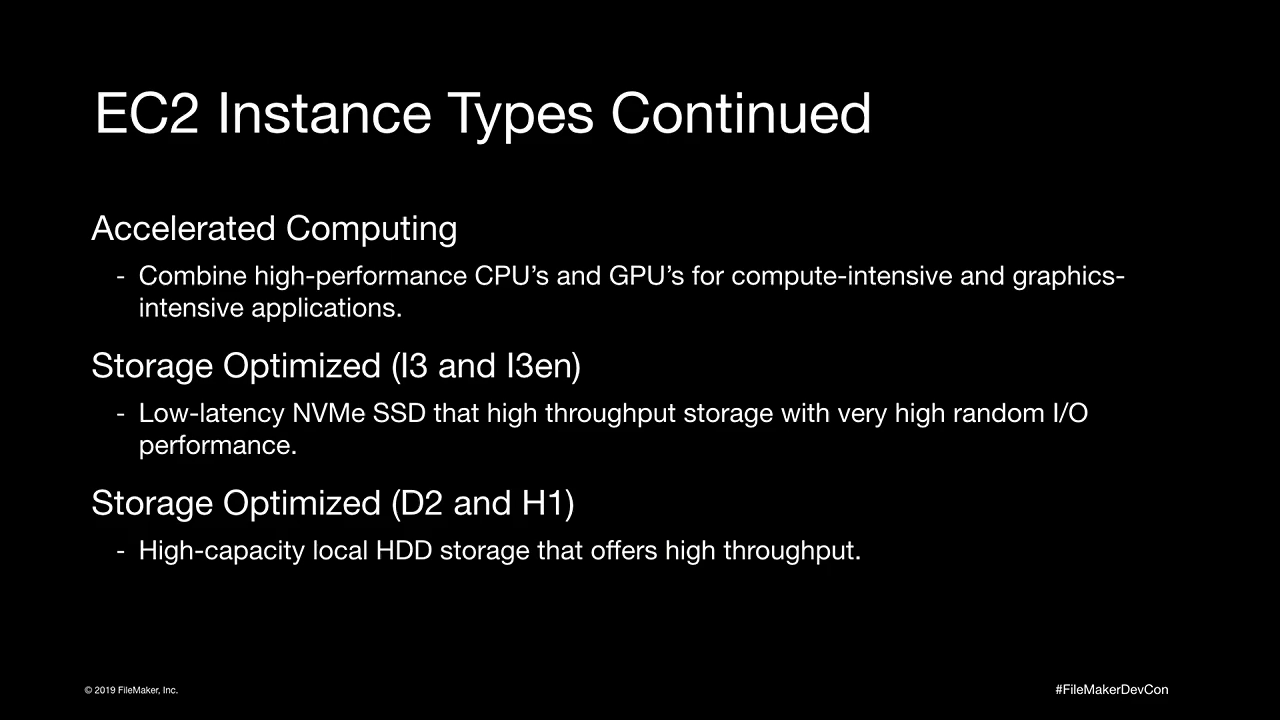 EC2 Instance Types Continued
Accelerated Computing
- Combine high-performance CPU’s and GPU’s for compute-intensive and graphics-
intensive applications.
Storage Optimized (I3 and I3en)
- Low-latency NVMe SSD that high throughput storage with very high random I/O
performance.
Storage Optimized (D2 and H1)
- High-capacity local HDD storage that offers high throughput.
© 2019 FileMaker, Inc.
#FileMakerDevCon